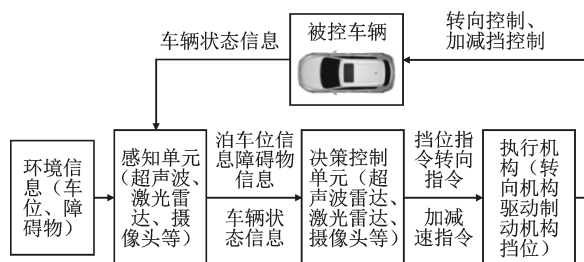 车辆状态信息
被控车辆
转向控制、
加减挡控制
环境信
息（车
位、障
碍物）
感知单元
（超声波、
激光雷
达、摄
像头等）
泊车位信
息障碍物
信息
车辆状
态信息
决策控制
单元（超
声波雷达、
激光雷达、
摄像头等）
挡位指
令转向
指令
加减
速指令
执行机
构（转
向机构
驱动制
动机构
挡位）